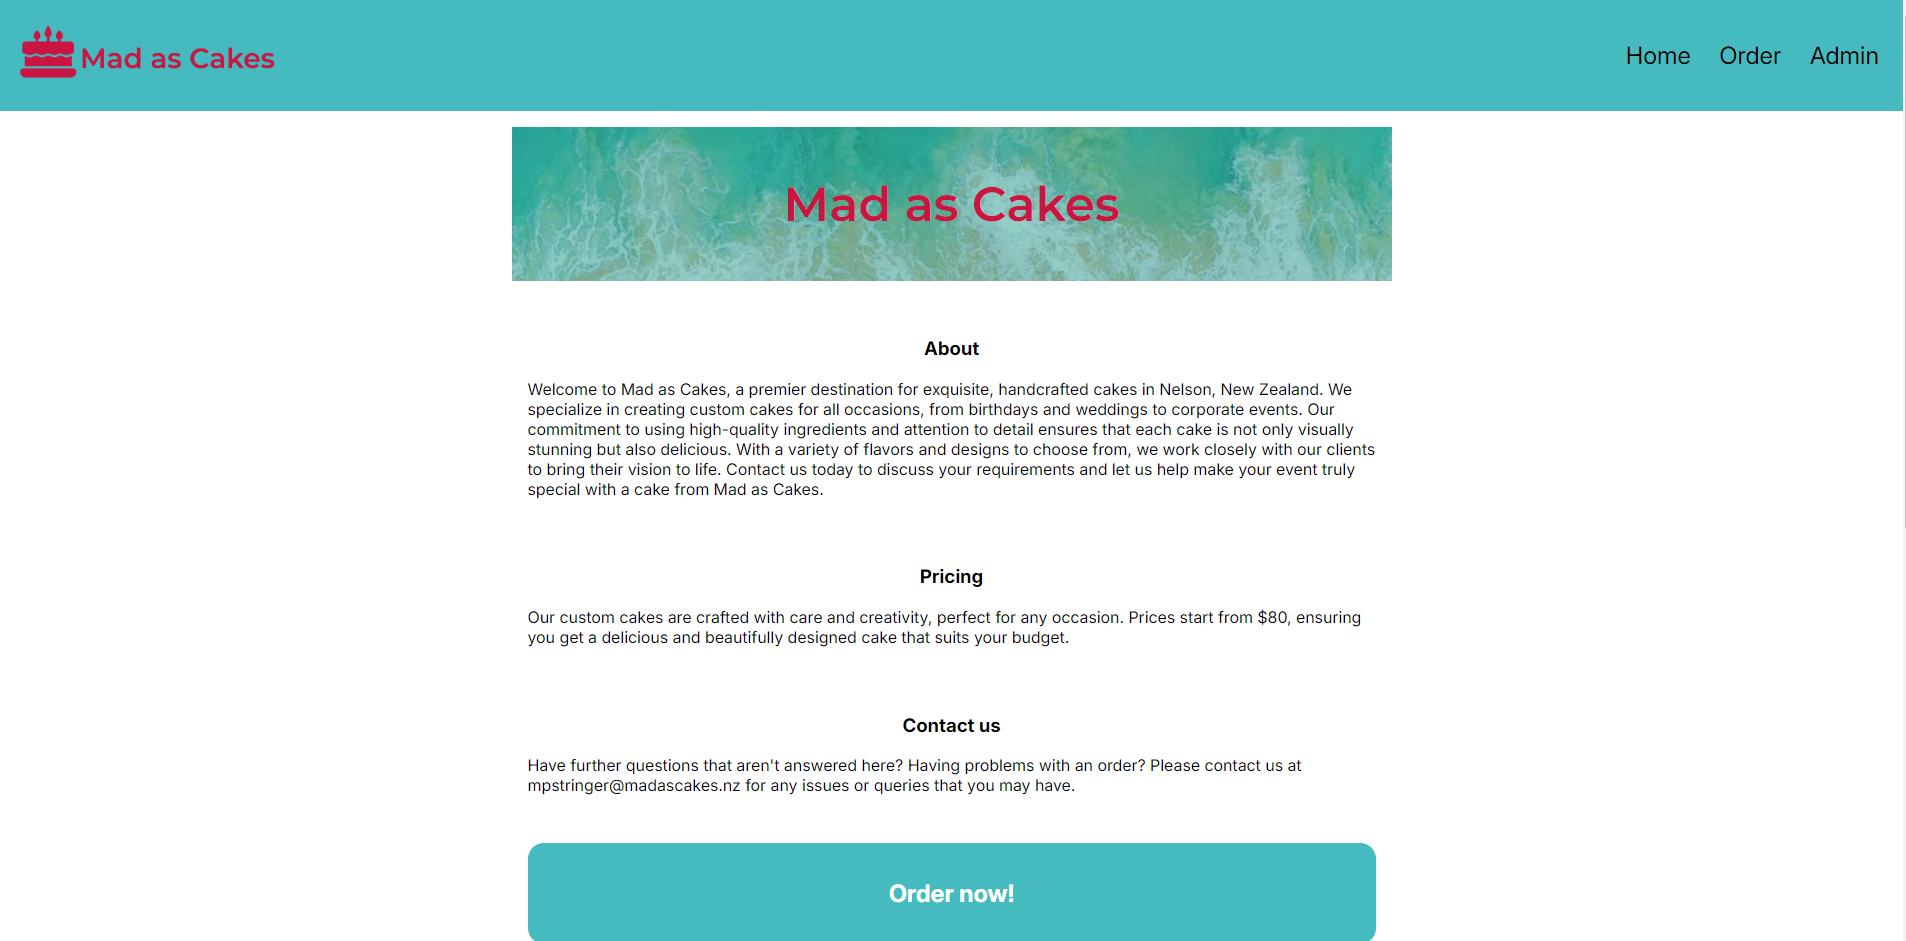 Mad as Cakes
Home Order Admin
Mad as Cakes
About
Welcome to Mad as Cakes, a premier destination for exquisite, handcrafted cakes in Nelson, New Zealand. We
specialize in creating custom cakes for all occasions, from birthdays and weddings to corporate events. Our
commitment to using high-quality ingredients and attention to detail ensures that each cake is not only visually
stunning but also delicious. With a variety of flavors and designs to choose from, we work closely with our clients
to bring their vision to life. Contact us today to discuss your requirements and let us help make your event truly
special with a cake from Mad as Cakes.
Pricing
Our custom cakes are crafted with care and creativity, perfect for any occasion. Prices start from $80, ensuring
you get a delicious and beautifully designed cake that suits your budget.
Contact us
Have further questions that aren't answered here? Having problems with an order? Please contact us at
mpstringer@madascakes.nz for any issues or queries that you may have.
Order now!